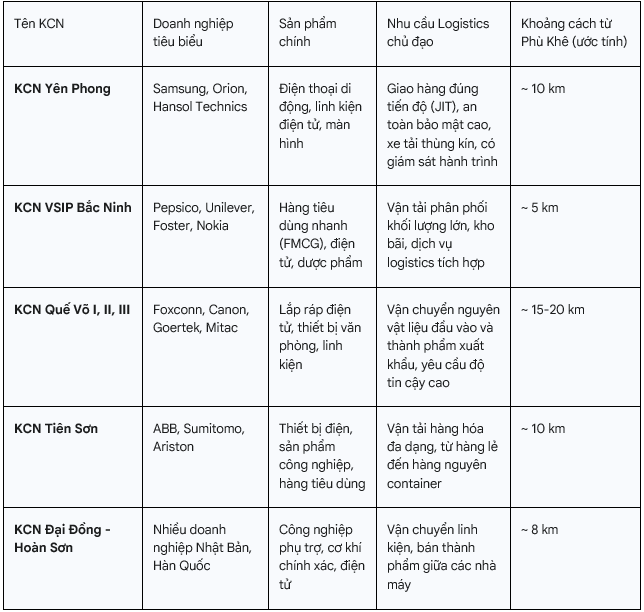 Tên KCN
Doanh nghiệp
tiêu biểu
Sản phẩm
chính
Nhu cầu Logistics
chủ đạo
Khoảng cách từ
Phù Khê (ước tính)
KCN Yên Phong
Samsung, Orion,
Hansol Technics
Điện thoại di
động, linh kiện
điện tử, màn
hình
Giao hàng đúng
tiến độ (JIT), an
toàn bảo mật cao,
xe tải thùng kín, có
giám sát hành trình
~ 10 km
KCN VSIP Bắc Ninh
Pepsico, Unilever,
Foster, Nokia
Hàng tiêu
dùng nhanh
(FMCG), điện
tử, dược phẩm
Vận tải phân phối
khối lượng lớn, kho
bãi, dịch vụ
logistics tích hợp
~ 5 km
KCN Quế Võ I, II, III
Foxconn, Canon,
Goertek, Mitac
Lắp ráp điện
tử, thiết bị văn
phòng, linh
kiện
Vận chuyển nguyên
vật liệu đầu vào và
thành phẩm xuất
khẩu, yêu cầu độ
tin cậy cao
~ 15-20 km
KCN Tiên Sơn
ABB, Sumitomo,
Ariston
Thiết bị điện,
sản phẩm
công nghiệp,
hàng tiêu dùng
Vận tải hàng hóa
đa dạng, từ hàng lẻ
đến hàng nguyên
container
~ 10 km
KCN Đại Đồng -
Hoàn Sơn
Nhiều doanh
nghiệp Nhật Bản,
Hàn Quốc
Công nghiệp
phụ trợ, cơ khí
chính xác, điện
tử
Vận chuyển linh
kiện, bán thành
phẩm giữa các nhà
máy
~ 8 km